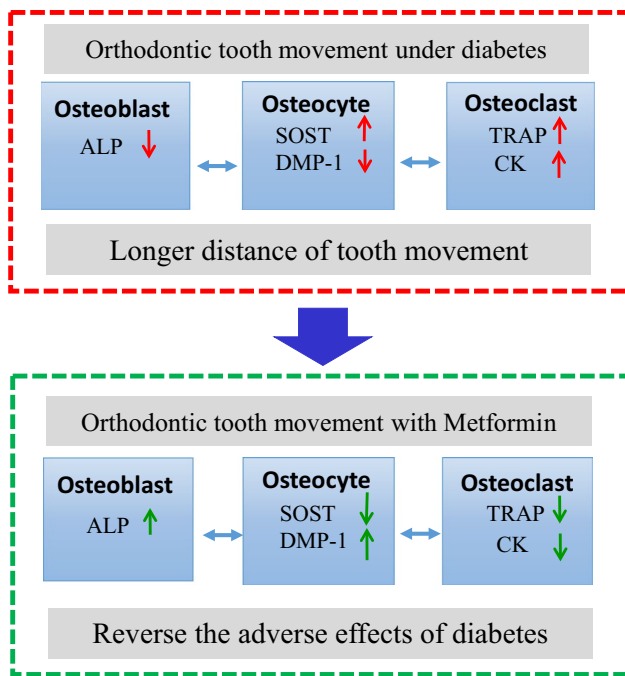 Orthodontic tooth movement under diabetes
Osteoblast
ALP
Osteocyte
SOST
DMP-1
Osteoclast
TRAP
CK
Longer distance of tooth movement
Orthodontic tooth movement with Metformin
Osteoblast
ALP
Osteocyte
SOST
DMP-1
Osteoclast
TRAP
CK
Reverse the adverse effects of diabetes